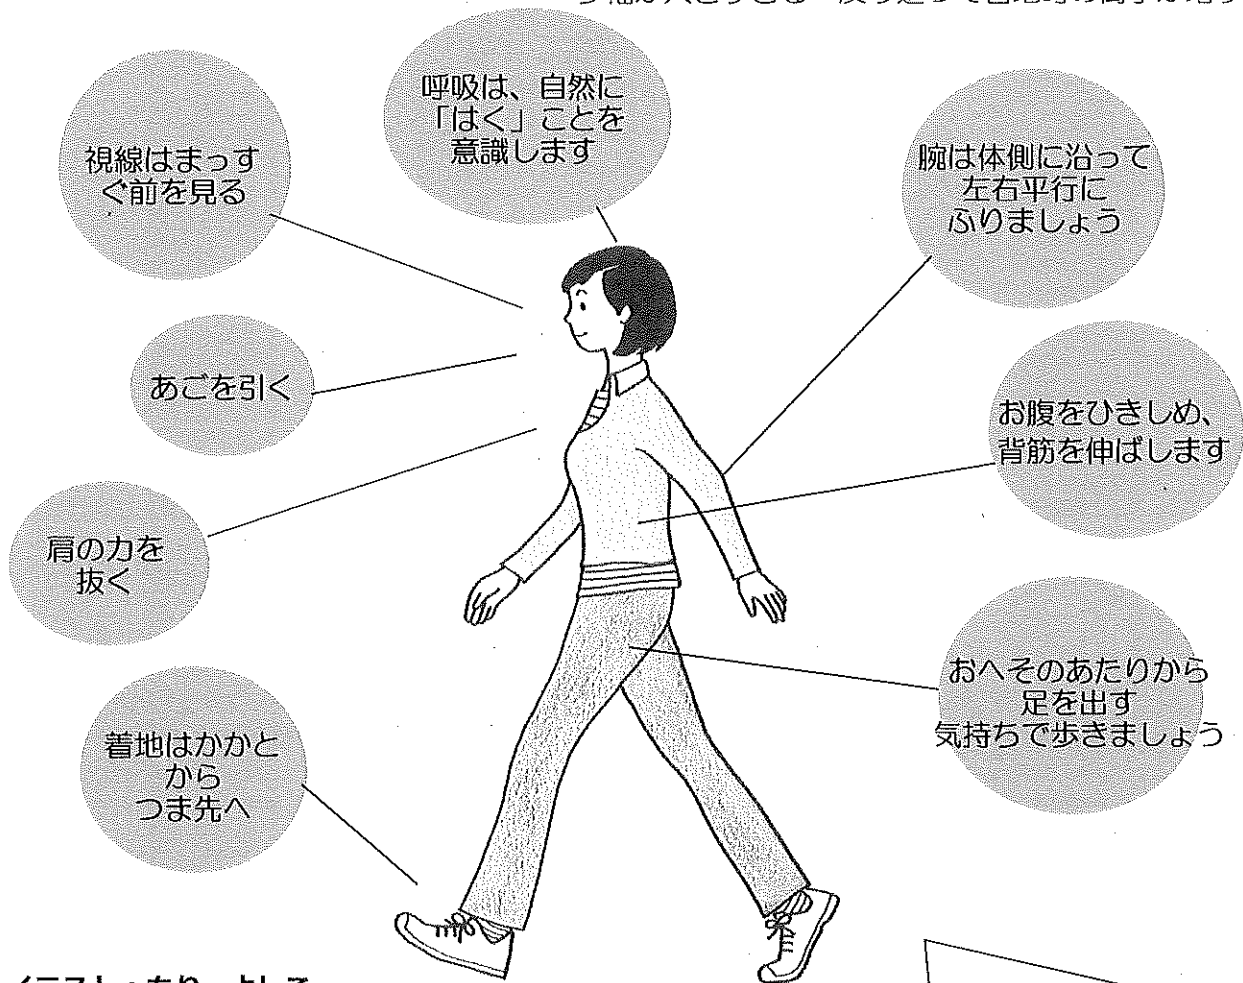 呼吸は、自然に
「はく」ことを
意識します
視線はまっす
ぐ前を見る
腕は体側に沿って
左右平行に
ふりましょう
あごを引く
お腹をひきしめ、
背筋を伸ばします
肩の力を
抜く
おへそのあたりから
足を出す
気持ちで歩きましょう
着地はかかと
から
つま先へ